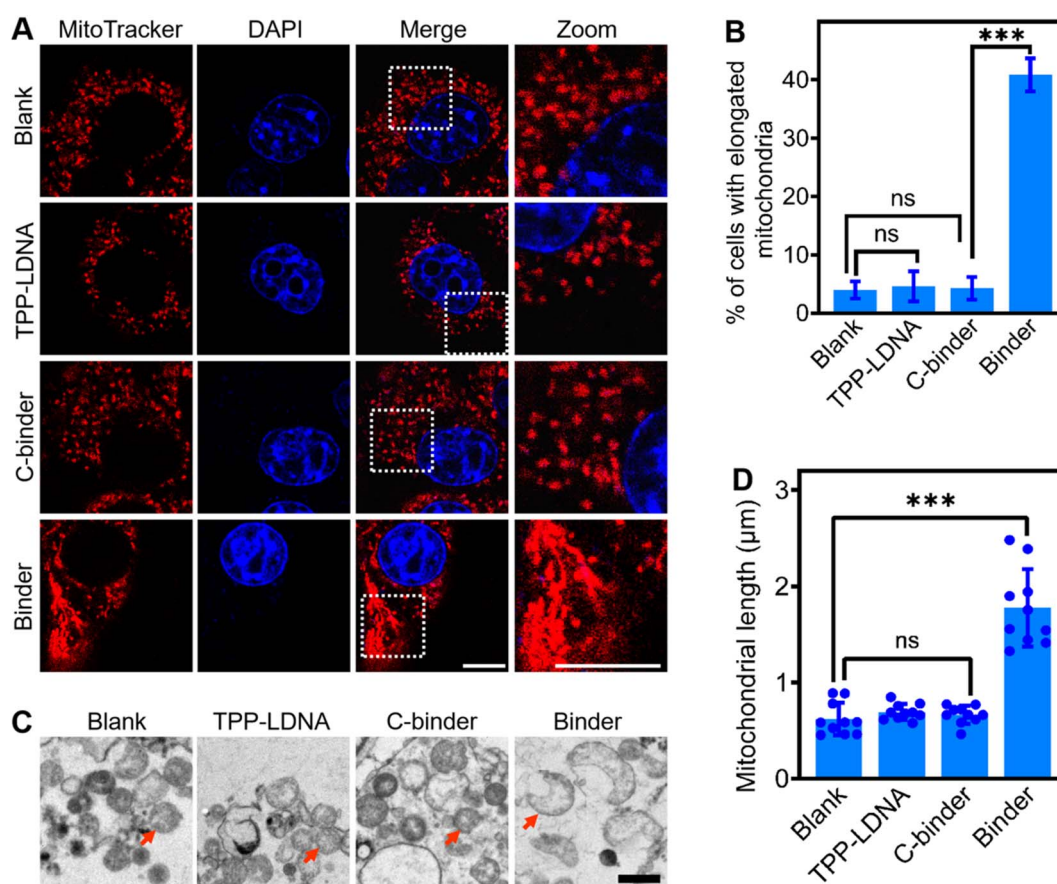 A
MitoTracker DAPI Merge Zoom
Blank
TPP-LDNA
C-binder
Binder
B
% of cells with elongated
mitochondria
40
30
20
10
0
ns
ns
***
Blank
TPP-LDNA
C-binder
Binder
C
Blank TPP-LDNA C-binder Binder
D
Mitochondrial length (µm)
3
2
1
0
***
ns
Blank
TPP-LDNA
C-binder
Binder